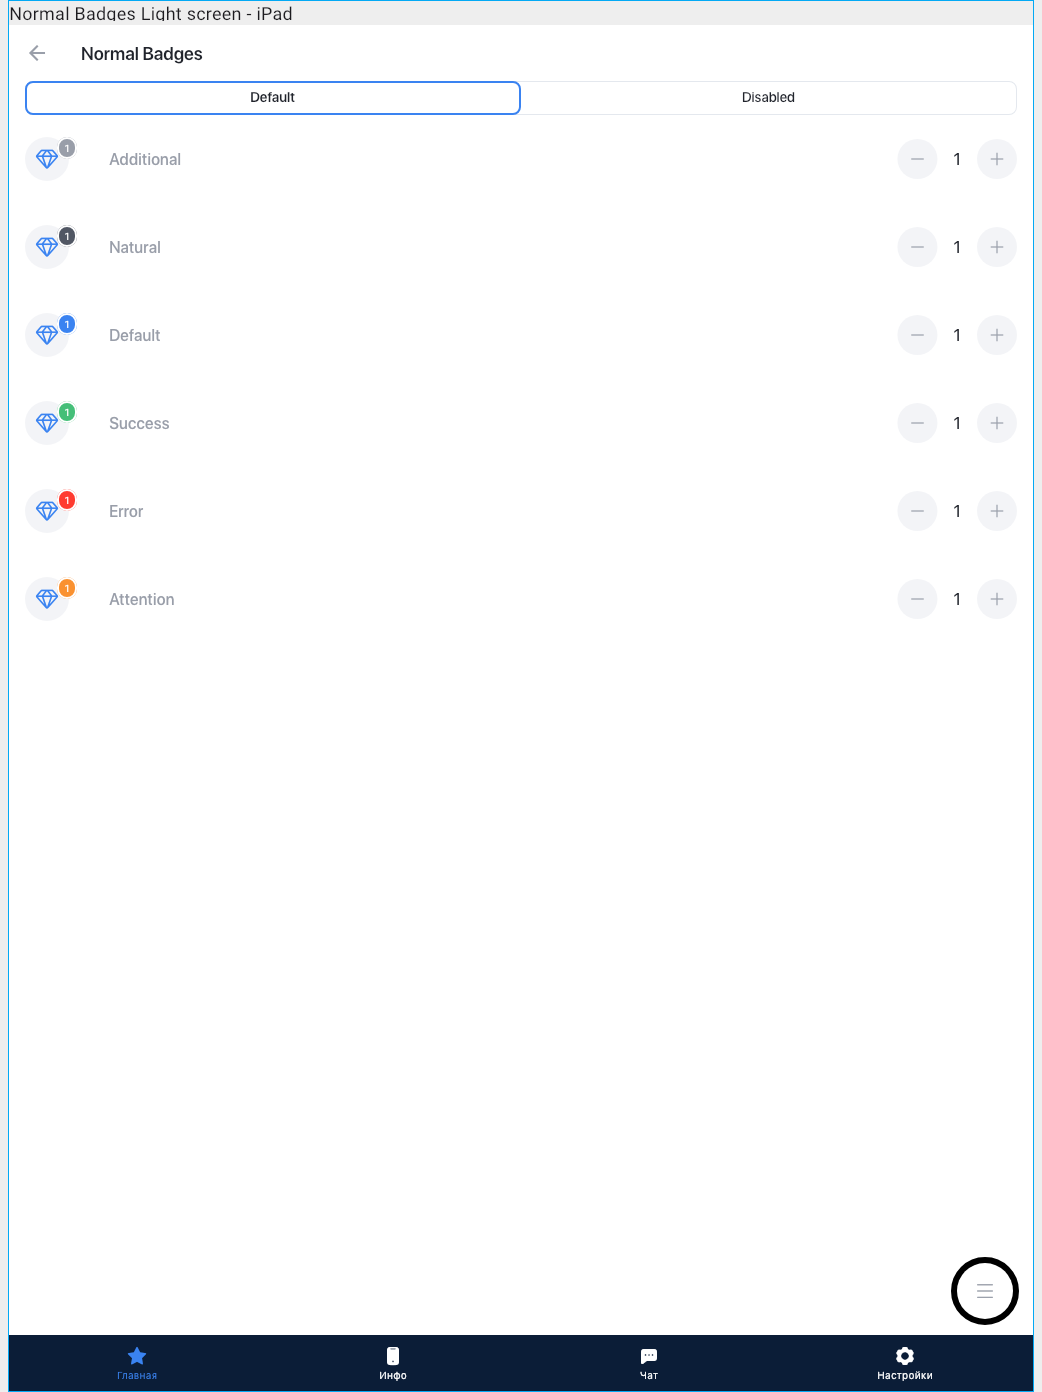 Normal Badges Light screen - iPad
Normal Badges
Default Disabled
1 Additional 1
1 Natural 1
1 Default 1
1 Success 1
1 Error 1
1 Attention 1
Главная Инфо Чат Настройки